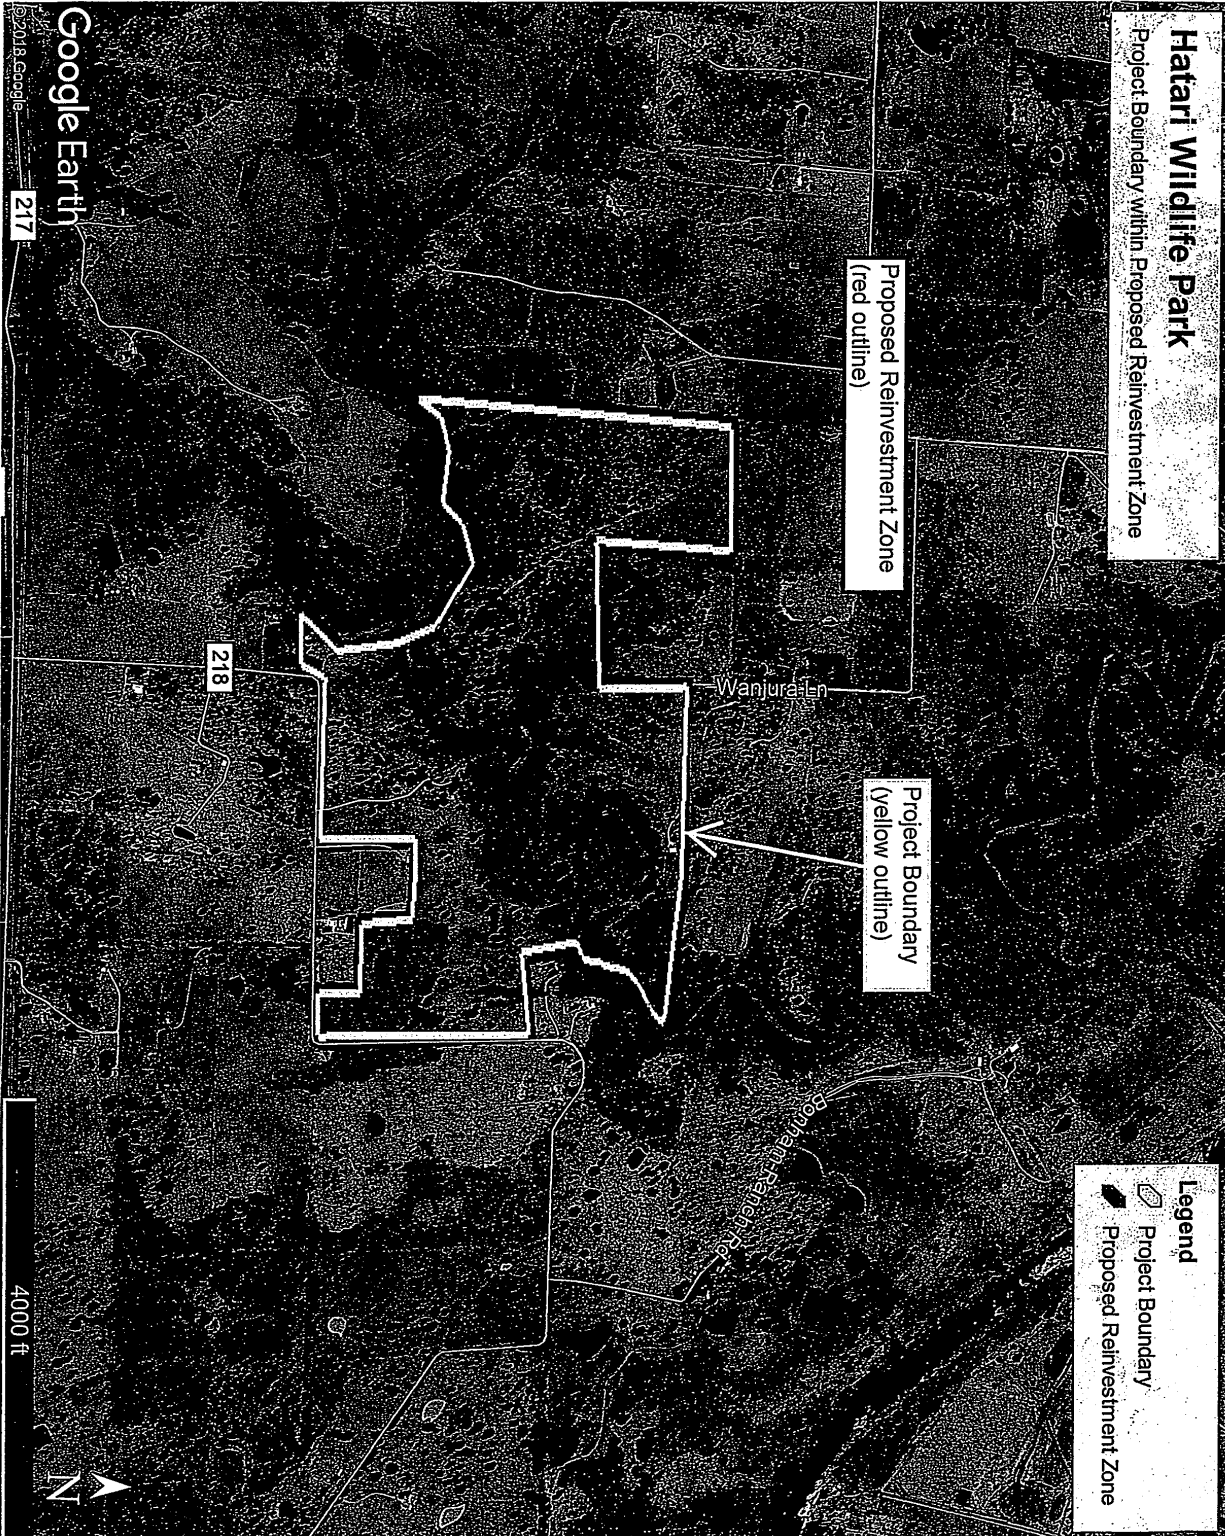 Hatari Wildlife Park
Project Boundary within Proposed Reinvestment Zone
Legend
Project Boundary
Proposed Reinvestment Zone
Proposed Reinvestment Zone
(red outline)
Project Boundary
(yellow outline)
Wanjura Ln
Bonham Ranch Rd
218
217
Google Earth
©2018 Google
4000 ft
N